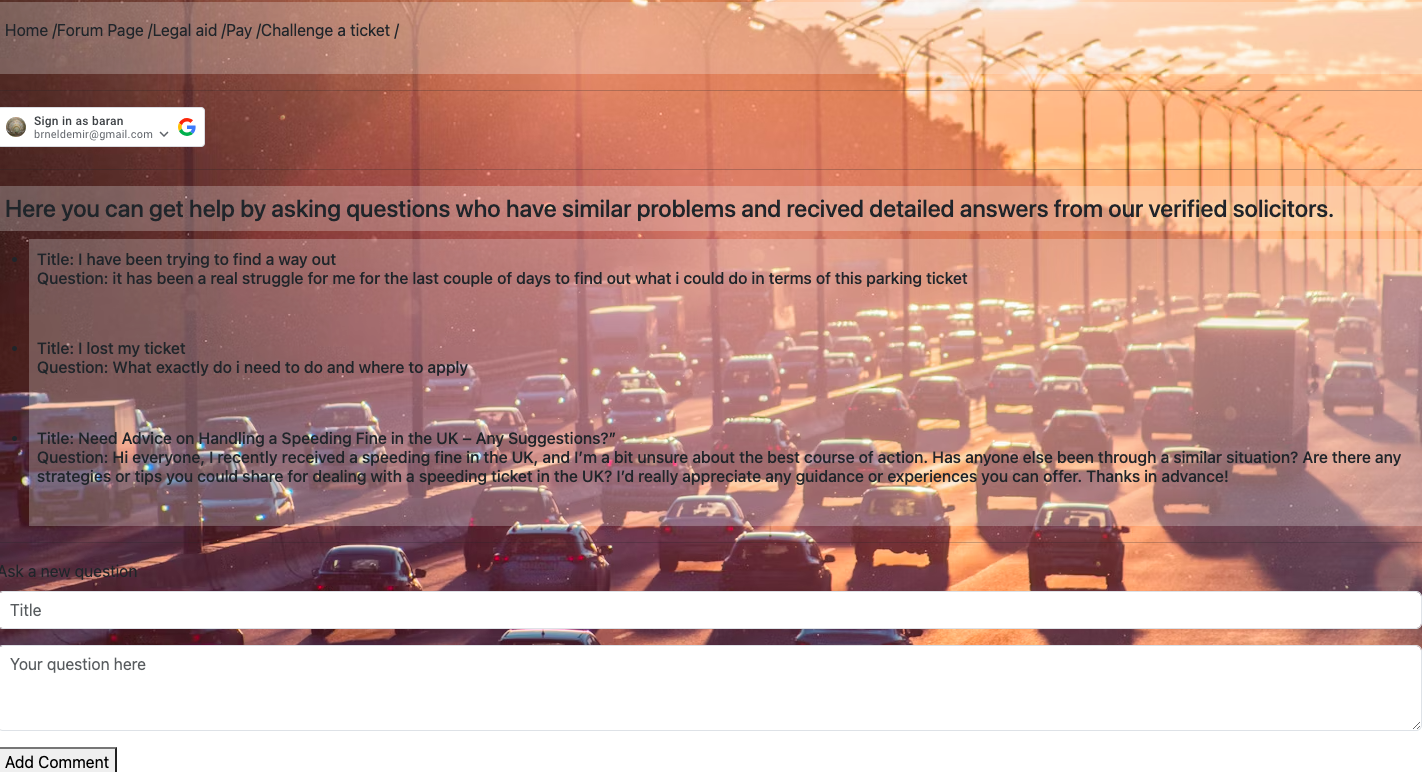 Home /Forum Page /Legal aid /Pay /Challenge a ticket /
Sign in as baran
brneldemir@gmail.com
Here you can get help by asking questions who have similar problems and recived detailed answers from our verified solicitors.
Title: I have been trying to find a way out
Question: it has been a real struggle for me for the last couple of days to find out what i could do in terms of this parking ticket
Title: I lost my ticket
Question: What exactly do i need to do and where to apply
Title: Need Advice on Handling a Speeding Fine in the UK – Any Suggestions?”
Question: Hi everyone, I recently received a speeding fine in the UK, and I’m a bit unsure about the best course of action. Has anyone else been through a similar situation? Are there any
strategies or tips you could share for dealing with a speeding ticket in the UK? I’d really appreciate any guidance or experiences you can offer. Thanks in advance!
Ask a new question
Title
Your question here
Add Comment